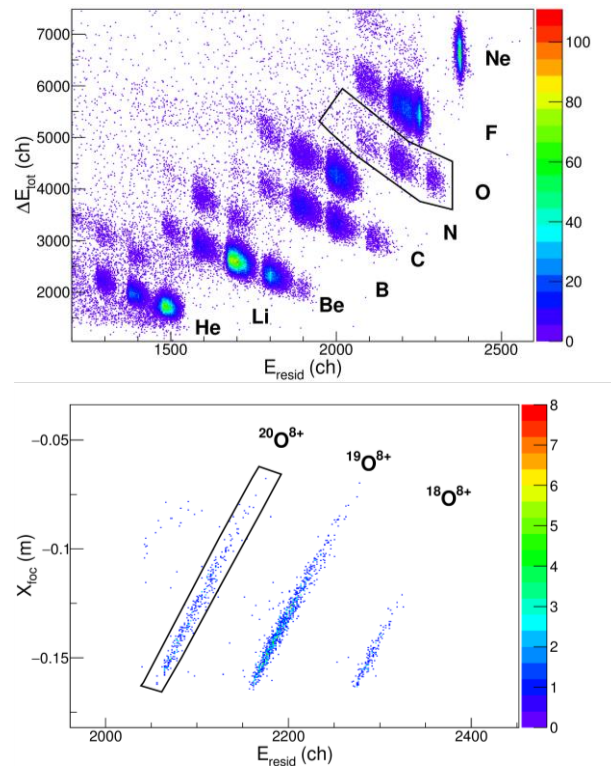 7000
6000
5000
4000
3000
2000
ΔE_tot (ch)
100
80
60
40
20
0
Ne
F
O
N
C
B
Be
Li
He
1500 2000 2500
E_resid (ch)
−0.05
−0.1
−0.15
X_foc (m)
²⁰O⁸⁺
¹⁹O⁸⁺
¹⁸O⁸⁺
8
7
6
5
4
3
2
1
0
2000 2200 2400
E_resid (ch)